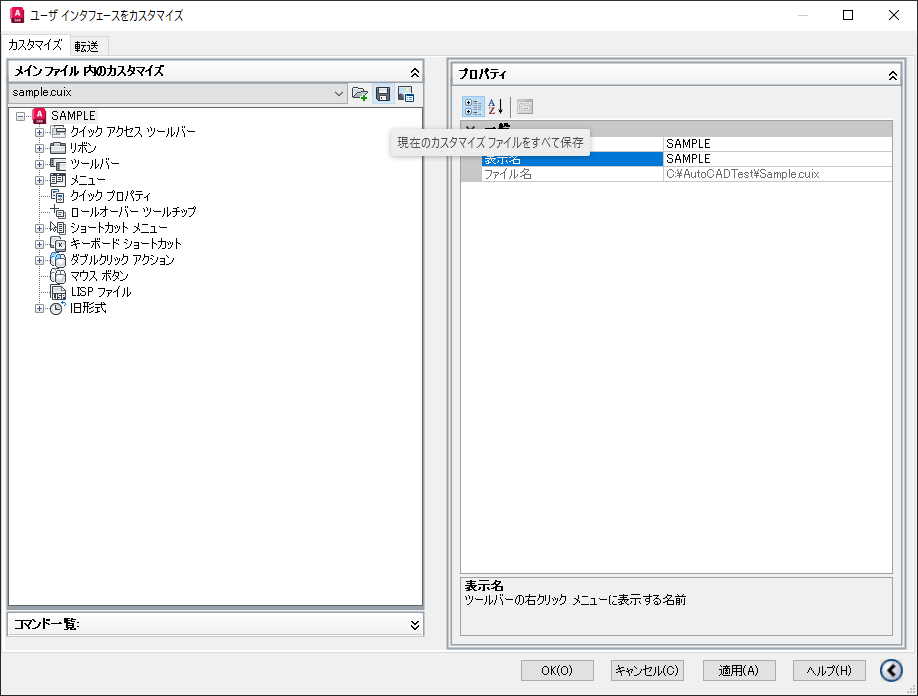 ユーザ インタフェースをカスタマイズ
カスタマイズ 転送
メイン ファイル 内のカスタマイズ
sample.cuix
SAMPLE
クイック アクセス ツールバー
リボン
ツールバー
メニュー
クイック プロパティ
ロールオーバー ツールチップ
ショートカット メニュー
キーボード ショートカット
ダブルクリック アクション
マウス ボタン
LISP ファイル
旧形式
コマンド一覧:
プロパティ
現在のカスタマイズ ファイルをすべて保存
SAMPLE
表示名 SAMPLE
ファイル名 C:¥AutoCADTest¥Sample.cuix
表示名
ツールバーの右クリック メニューに表示する名前
OK(O) キャンセル(C) 適用(A) ヘルプ(H)